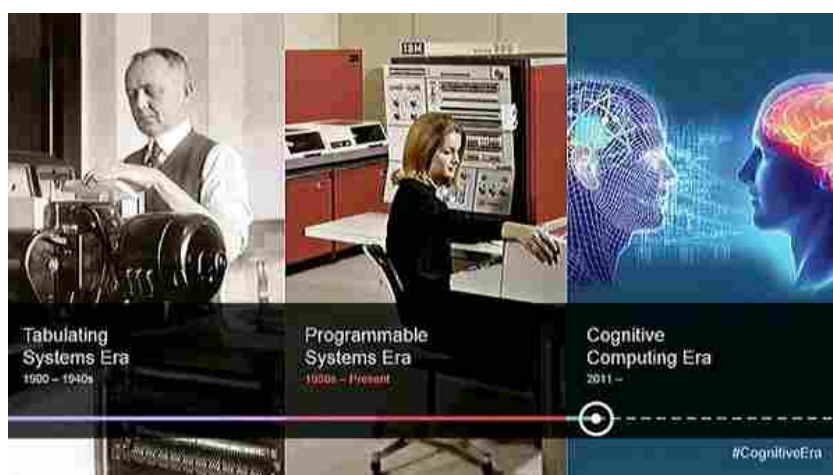 IBM
Tabulating
Systems Era
1900 – 1940s
Programmable
Systems Era
1950s – Present
Cognitive
Computing Era
2011 –
#CognitiveEra